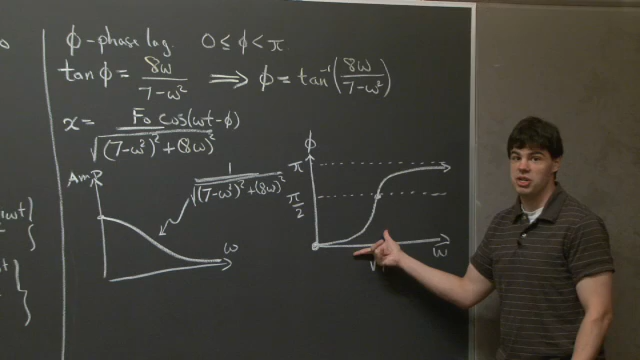 ϕ-phase lag. 0 ≤ ϕ < π.
tan ϕ = 8ω / (7-ω²) ⟹ ϕ = tan⁻¹(8ω / (7-ω²))
x = F₀ cos(ωt-ϕ) / √((7-ω²)²+(8ω)²)
Amp
1 / √((7-ω²)²+(8ω)²)
ω
ϕ
π
π/2
ω